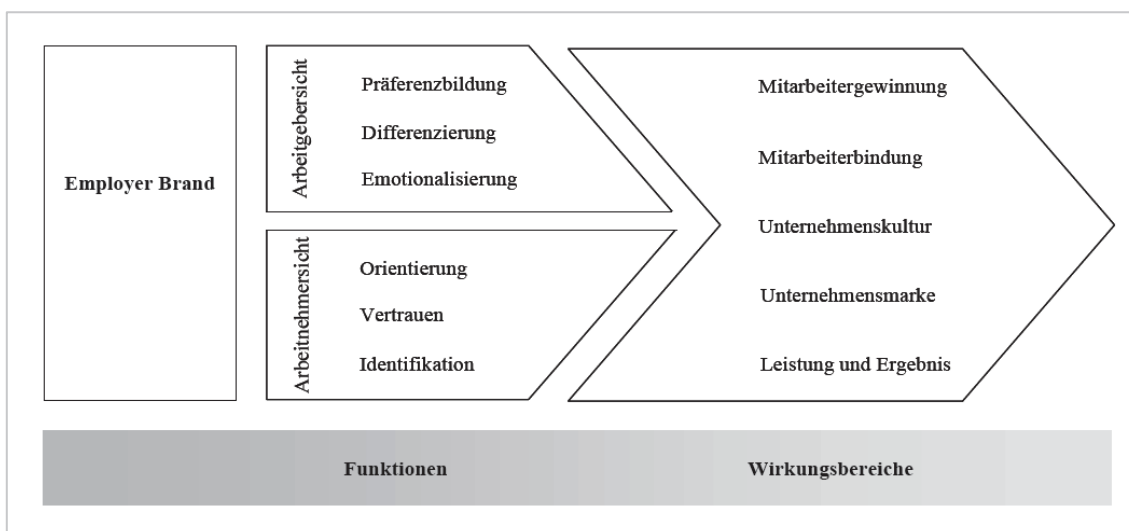 Employer Brand
Arbeitgebersicht
Präferenzbildung
Differenzierung
Emotionalisierung
Arbeitnehmersicht
Orientierung
Vertrauen
Identifikation
Mitarbeitergewinnung
Mitarbeiterbindung
Unternehmenskultur
Unternehmensmarke
Leistung und Ergebnis
Funktionen
Wirkungsbereiche